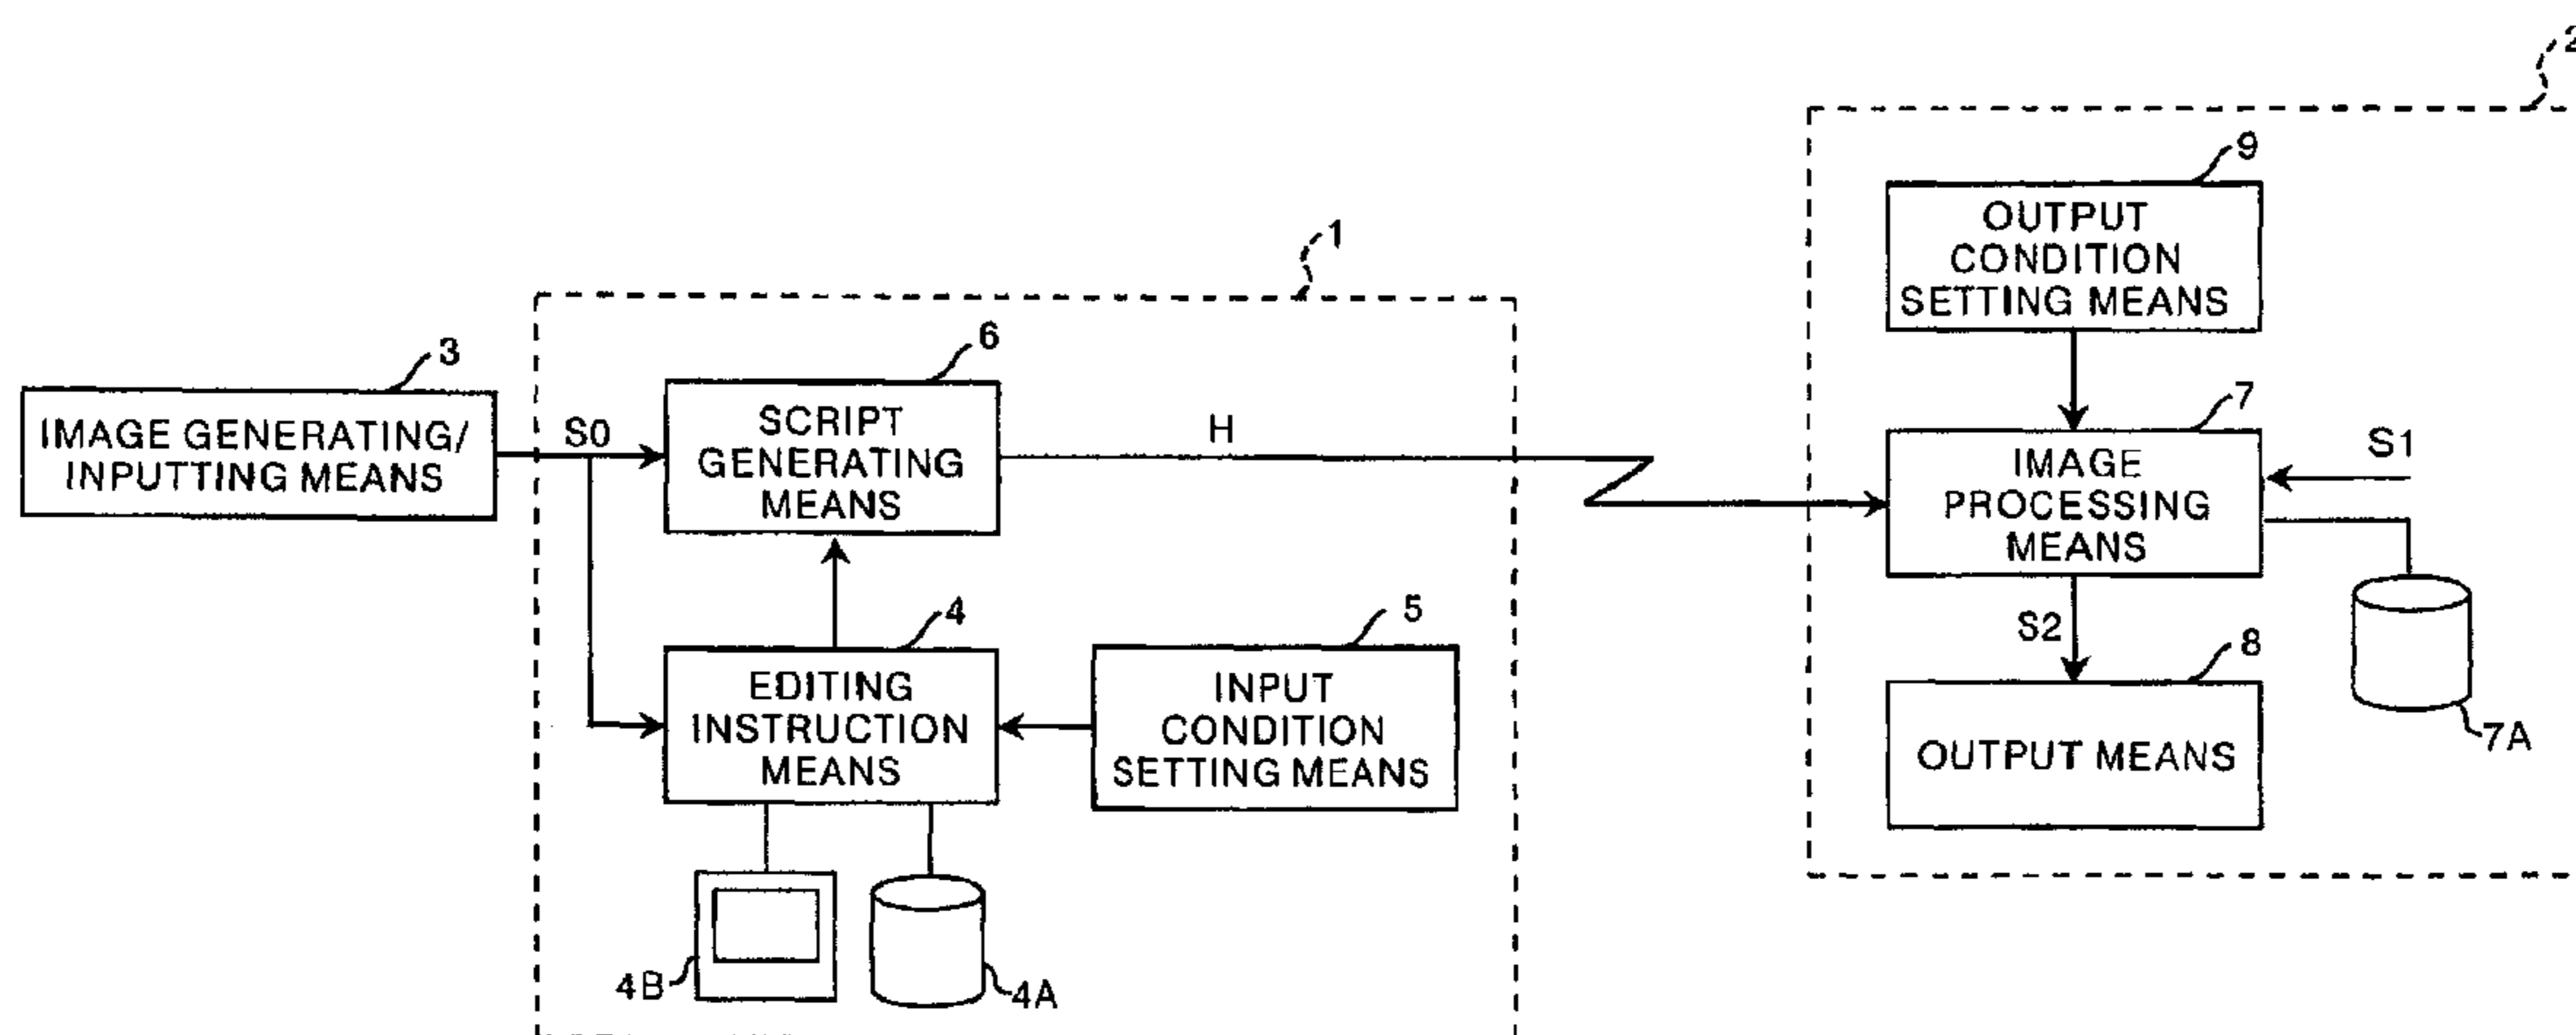 2
9
OUTPUT
CONDITION
SETTING MEANS
1
3
6
7
IMAGE GENERATING/
INPUTTING MEANS
S0
SCRIPT
GENERATING
MEANS
H
IMAGE
PROCESSING
MEANS
S1
4
5
S2
8
EDITING
INSTRUCTION
MEANS
INPUT
CONDITION
SETTING MEANS
OUTPUT MEANS
7A
4B
4A